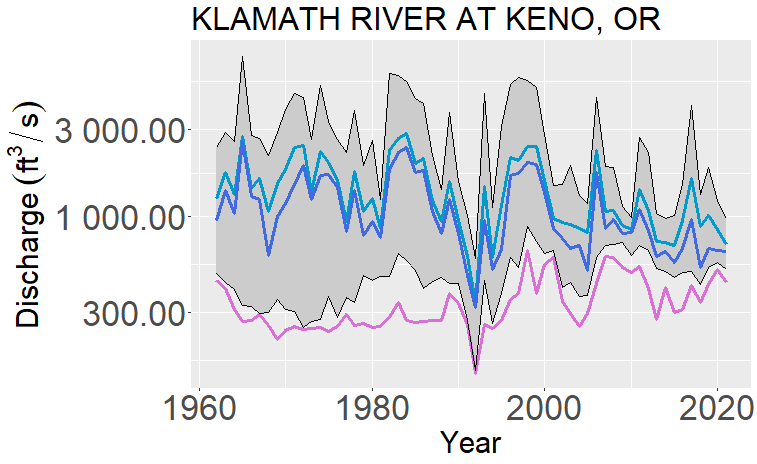 KLAMATH RIVER AT KENO, OR
Discharge (ft³/s)
3 000.00
1 000.00
300.00
1960 1980 2000 2020
Year